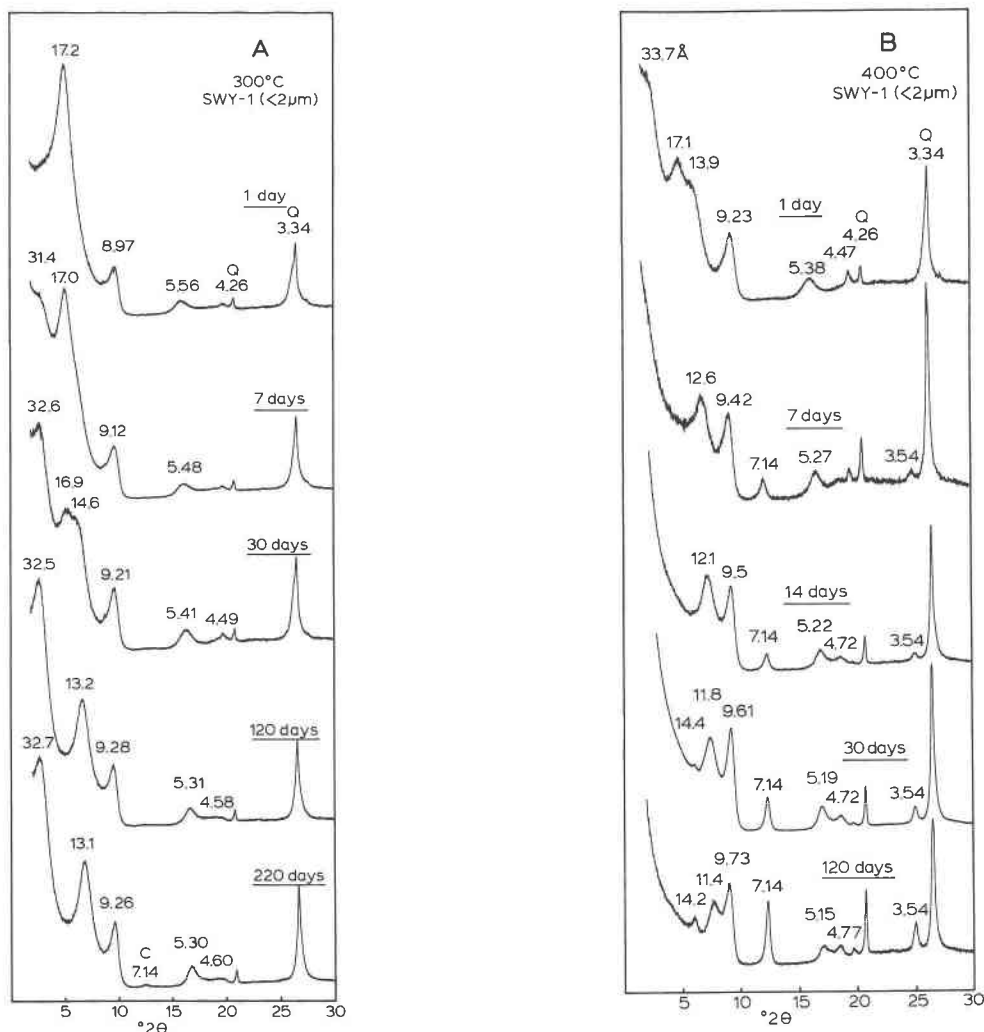 A
300°C
SWY-1 (<2µm)
17.2
1 day
Q
3.34
8.97
5.56
Q
4.26
31.4
17.0
7 days
9.12
5.48
32.6
16.9
14.6
30 days
9.21
5.41
4.49
32.5
13.2
120 days
9.28
5.31
4.58
32.7
13.1
220 days
9.26
C
7.14
5.30
4.60
5
10
15
20
25
30
°2θ
B
400°C
SWY-1 (<2µm)
33.7Å
17.1
13.9
Q
3.34
9.23
1 day
Q
4.26
4.47
5.38
12.6
9.42
7 days
7.14
5.27
3.54
12.1
9.5
14 days
7.14
5.22
4.72
3.54
14.4
11.8
9.61
30 days
7.14
5.19
4.72
3.54
14.2
11.4
9.73
120 days
7.14
5.15
4.77
3.54
5
10
15
20
25
30
°2θ